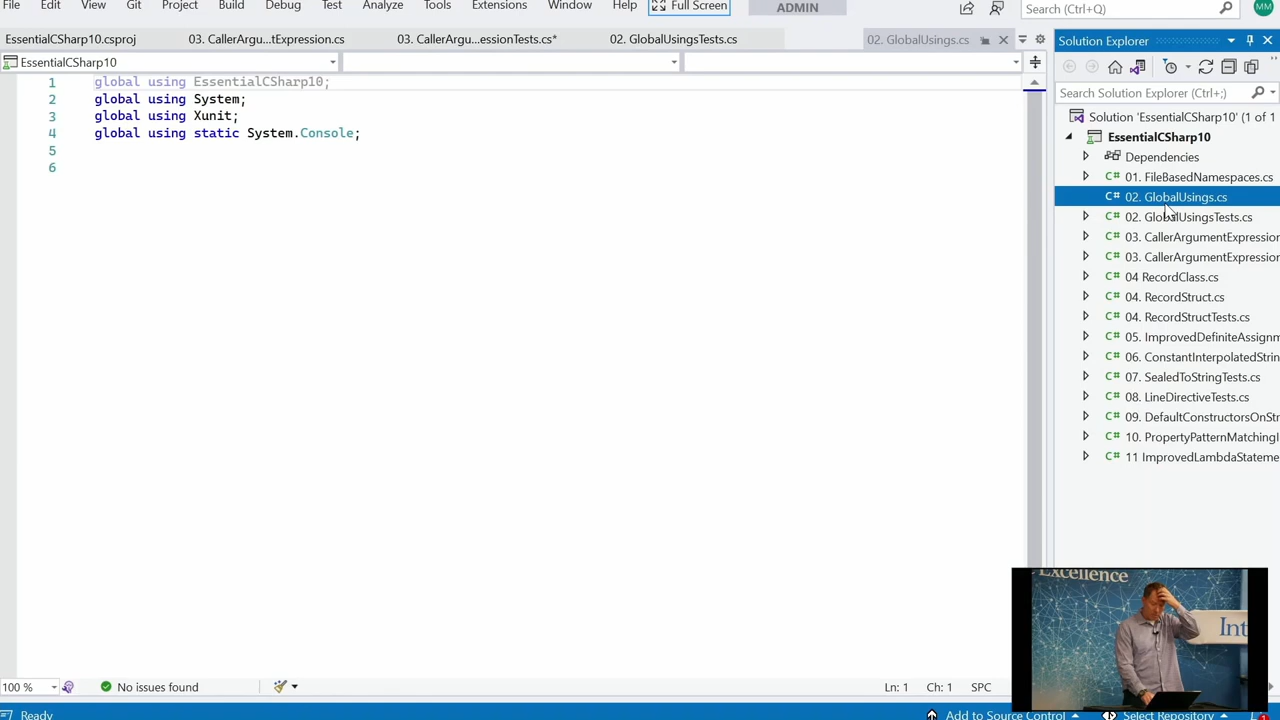 File Edit View Git Project Build Debug Test Analyze Tools Extensions Window Help Full Screen ADMIN Search (Ctrl+Q) MM
EssentialCSharp10.csproj 03. CallerArgu...tExpression.cs 03. CallerArgu...essionTests.cs* 02. GlobalUsingsTests.cs 02. GlobalUsings.cs
EssentialCSharp10
1 global using EssentialCSharp10;
2 global using System;
3 global using Xunit;
4 global using static System.Console;
5
6
Solution Explorer
Search Solution Explorer (Ctrl+;)
Solution 'EssentialCSharp10' (1 of 1
EssentialCSharp10
Dependencies
C# 01. FileBasedNamespaces.cs
C# 02. GlobalUsings.cs
C# 02. GlobalUsingsTests.cs
C# 03. CallerArgumentExpression
C# 03. CallerArgumentExpression
C# 04 RecordClass.cs
C# 04. RecordStruct.cs
C# 04. RecordStructTests.cs
C# 05. ImprovedDefiniteAssignm
C# 06. ConstantInterpolatedStrin
C# 07. SealedToStringTests.cs
C# 08. LineDirectiveTests.cs
C# 09. DefaultConstructorsOnStr
C# 10. PropertyPatternMatchingI
C# 11 ImprovedLambdaStateme
Excellence
Int
100 % No issues found Ln: 1 Ch: 1 SPC
Ready Add to Source Control Select Repository